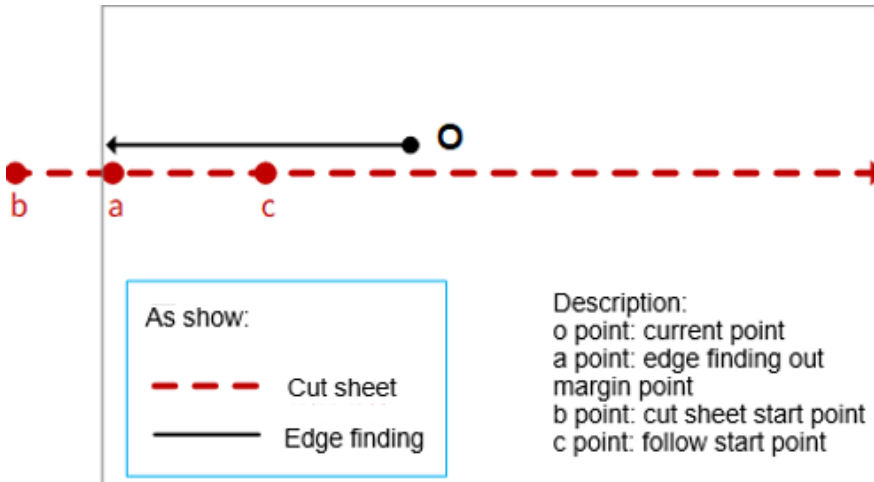 o
b
a
c
As show:
Cut sheet
Edge finding
Description:
o point: current point
a point: edge finding out
margin point
b point: cut sheet start point
c point: follow start point